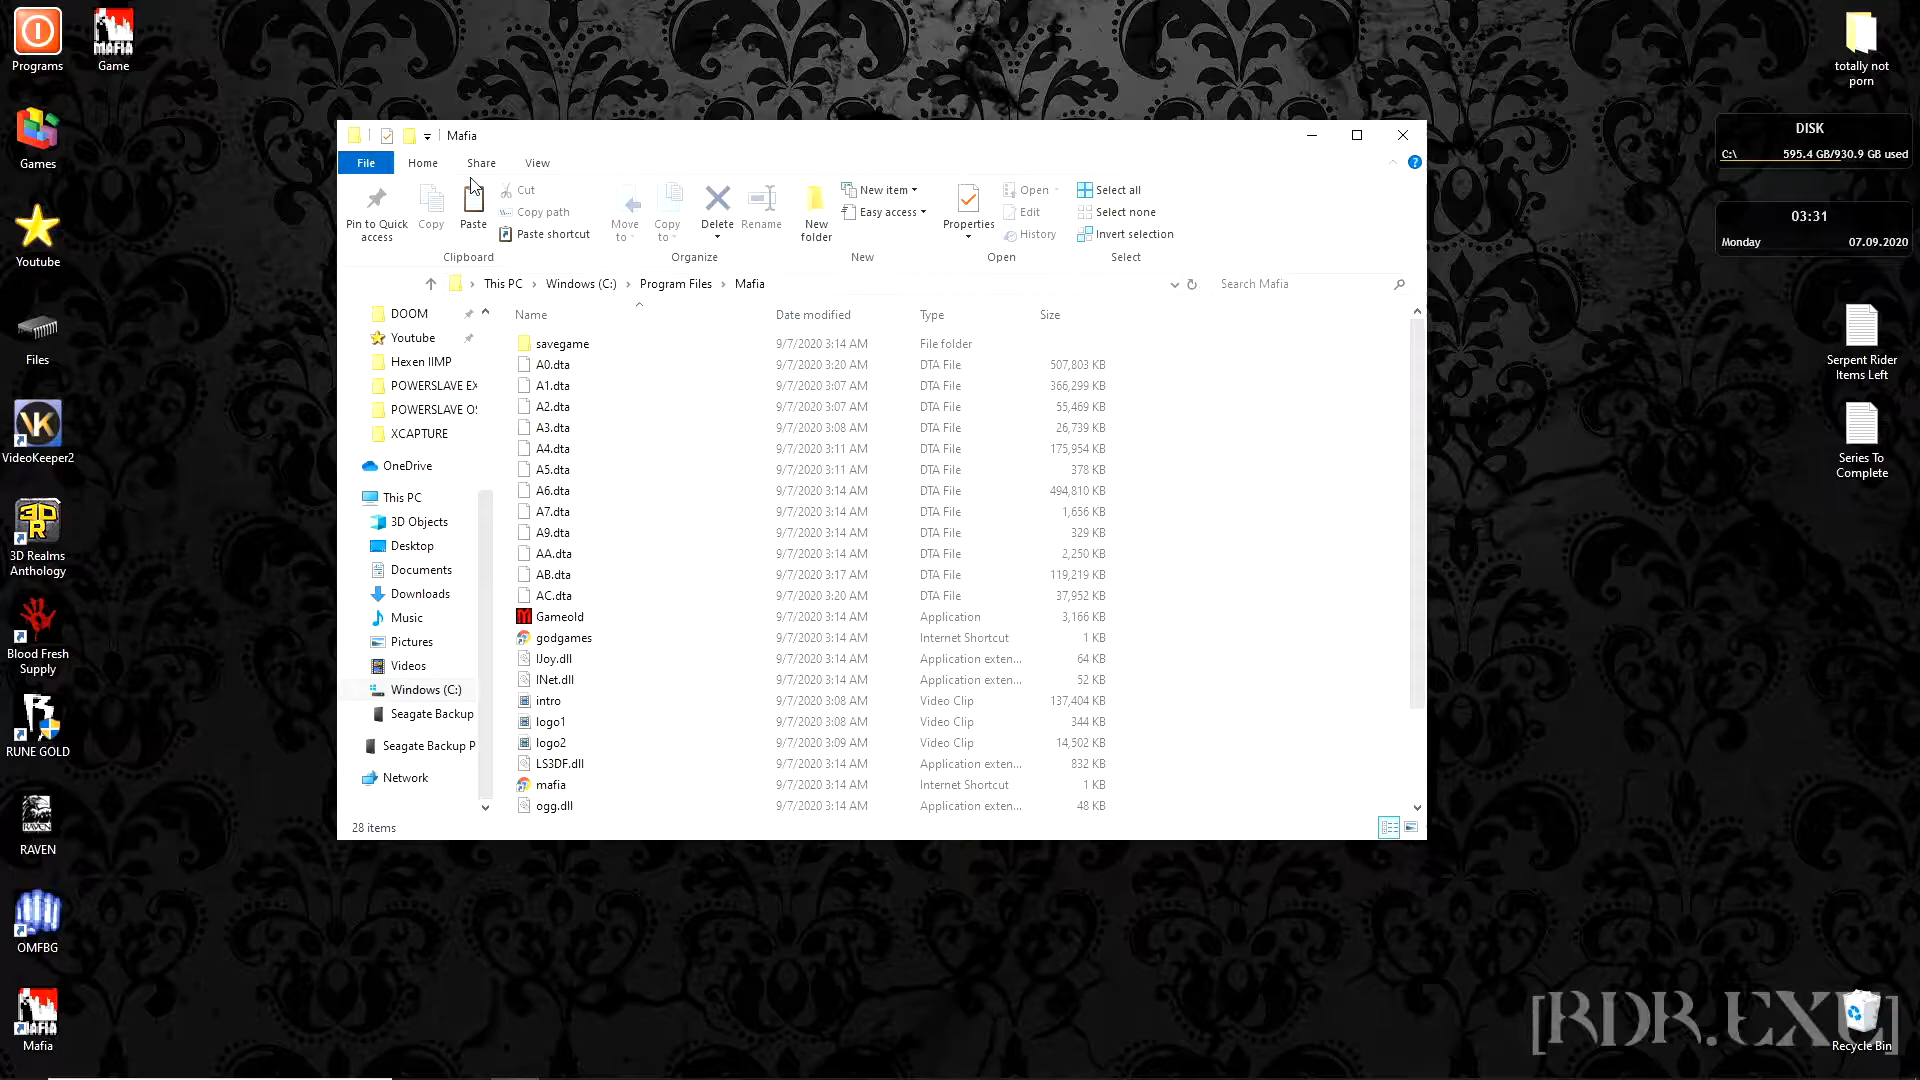 Programs
Game
Games
Youtube
Files
VideoKeeper2
3D Realms
Anthology
Blood Fresh
Supply
RUNE GOLD
RAVEN
OMFBG
Mafia
Mafia
File
Home
Share
View
Pin to Quick
access
Copy
Paste
Cut
Copy path
Paste shortcut
Clipboard
Move
to
Copy
to
Delete
Rename
Organize
New
folder
New item
Easy access
New
Properties
Open
Edit
History
Open
Select all
Select none
Invert selection
Select
This PC > Windows (C:) > Program Files > Mafia
Search Mafia
DOOM
Youtube
Hexen IIMP
POWERSLAVE EX
POWERSLAVE OS
XCAPTURE
OneDrive
This PC
3D Objects
Desktop
Documents
Downloads
Music
Pictures
Videos
Windows (C:)
Seagate Backup
Seagate Backup P
Network
Name Date modified Type Size
savegame 9/7/2020 3:14 AM File folder
A0.dta 9/7/2020 3:20 AM DTA File 507,803 KB
A1.dta 9/7/2020 3:07 AM DTA File 366,299 KB
A2.dta 9/7/2020 3:07 AM DTA File 55,469 KB
A3.dta 9/7/2020 3:08 AM DTA File 26,739 KB
A4.dta 9/7/2020 3:11 AM DTA File 175,954 KB
A5.dta 9/7/2020 3:11 AM DTA File 378 KB
A6.dta 9/7/2020 3:14 AM DTA File 494,810 KB
A7.dta 9/7/2020 3:14 AM DTA File 1,656 KB
A9.dta 9/7/2020 3:14 AM DTA File 329 KB
AA.dta 9/7/2020 3:14 AM DTA File 2,250 KB
AB.dta 9/7/2020 3:17 AM DTA File 119,219 KB
AC.dta 9/7/2020 3:20 AM DTA File 37,952 KB
Gameold 9/7/2020 3:14 AM Application 3,166 KB
godgames 9/7/2020 3:14 AM Internet Shortcut 1 KB
IJoy.dll 9/7/2020 3:14 AM Application exten... 64 KB
INet.dll 9/7/2020 3:14 AM Application exten... 52 KB
intro 9/7/2020 3:08 AM Video Clip 137,404 KB
logo1 9/7/2020 3:08 AM Video Clip 344 KB
logo2 9/7/2020 3:09 AM Video Clip 14,502 KB
LS3DF.dll 9/7/2020 3:14 AM Application exten... 832 KB
mafia 9/7/2020 3:14 AM Internet Shortcut 1 KB
ogg.dll 9/7/2020 3:14 AM Application exten... 48 KB
28 items
totally not
porn
DISK
C:\ 595.4 GB/930.9 GB used
03:31
Monday 07.09.2020
Serpent Rider
Items Left
Series To
Complete
[RDR.EXE]
Recycle Bin